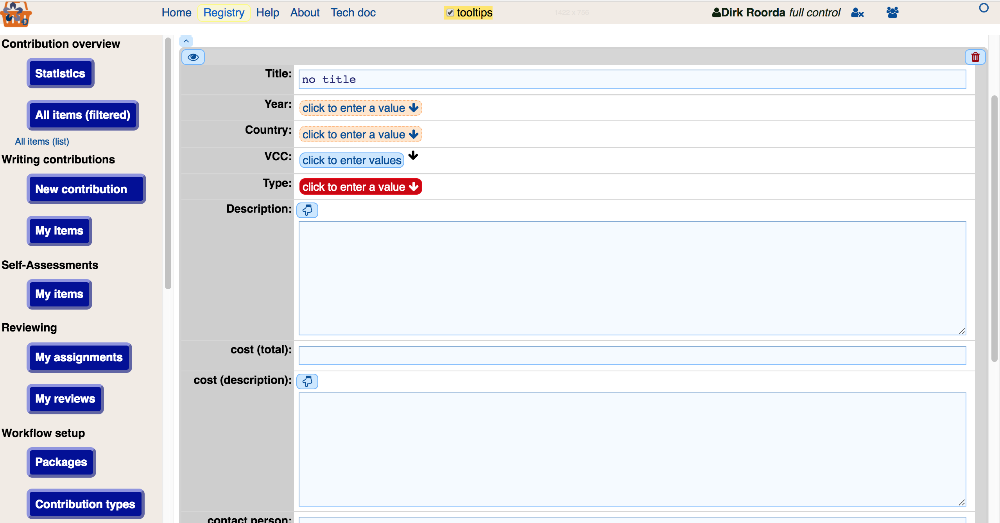 Home Registry Help About Tech doc tooltips 1422 x 756 Dirk Roorda full control
Contribution overview
Statistics
All items (filtered)
All items (list)
Writing contributions
New contribution
My items
Self-Assessments
My items
Reviewing
My assignments
My reviews
Workflow setup
Packages
Contribution types
Title: no title
Year: click to enter a value
Country: click to enter a value
VCC: click to enter values
Type: click to enter a value
Description:
cost (total):
cost (description):
contact person: